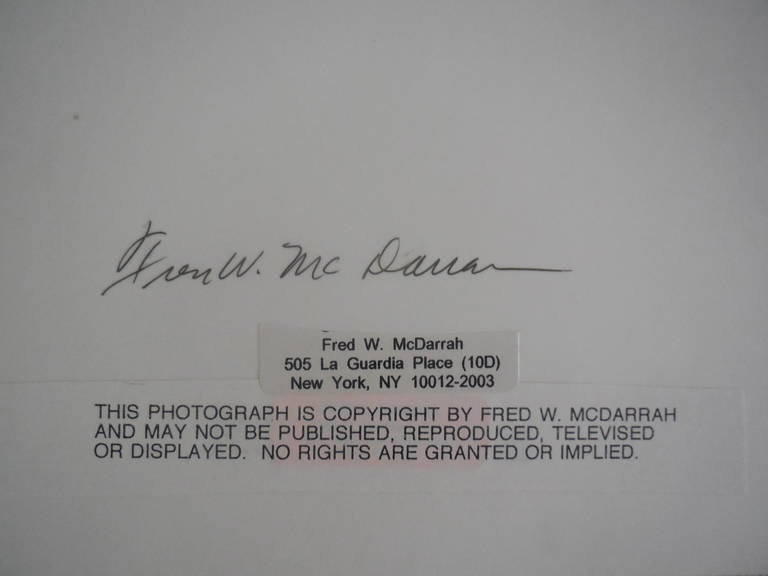 Fred W. McDarrah
Fred W. McDarrah
505 La Guardia Place (10D)
New York, NY 10012-2003
THIS PHOTOGRAPH IS COPYRIGHT BY FRED W. MCDARRAH
AND MAY NOT BE PUBLISHED, REPRODUCED, TELEVISED
OR DISPLAYED. NO RIGHTS ARE GRANTED OR IMPLIED.